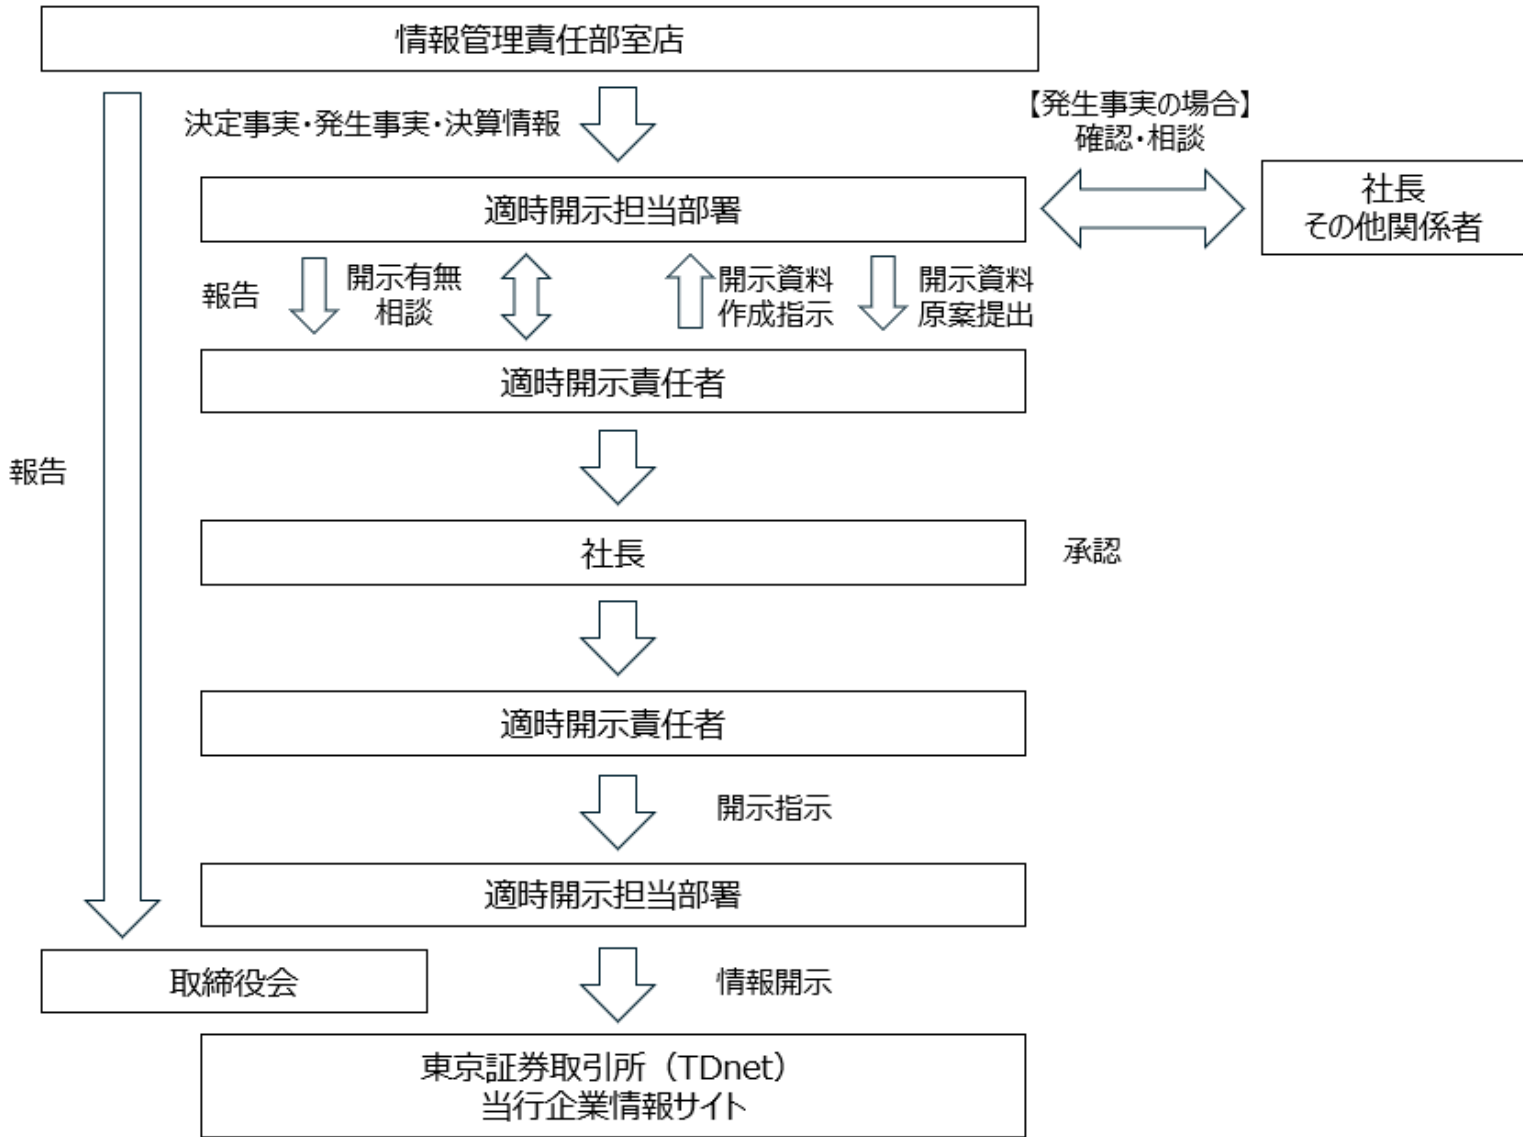 情報管理責任部室店
決定事実・発生事実・決算情報
【発生事実の場合】
確認・相談
適時開示担当部署
社長
その他関係者
報告
開示有無
相談
開示資料
作成指示
開示資料
原案提出
適時開示責任者
報告
社長
承認
適時開示責任者
開示指示
適時開示担当部署
取締役会
情報開示
東京証券取引所（TDnet）
当行企業情報サイト